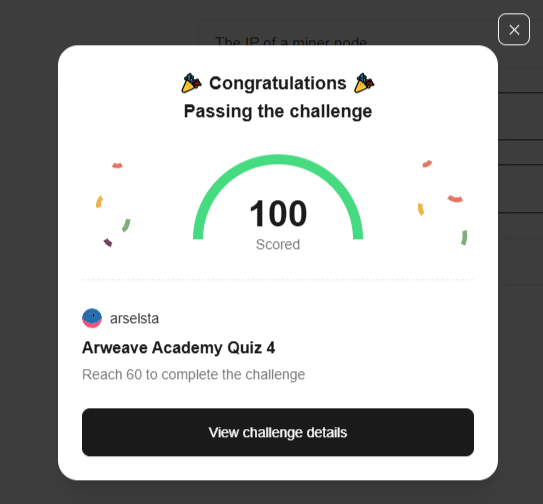 The IP of a miner node
Congratulations
Passing the challenge
100
Scored
arselsta
Arweave Academy Quiz 4
Reach 60 to complete the challenge
View challenge details